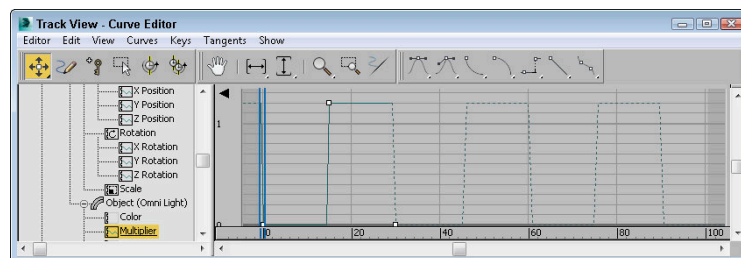 Track View - Curve Editor
Editor Edit View Curves Keys Tangents Show
X Position
Y Position
Z Position
Rotation
X Rotation
Y Rotation
Z Rotation
Scale
Object (Omni Light)
Color
Multiplier
1
0
0 20 40 60 80 100